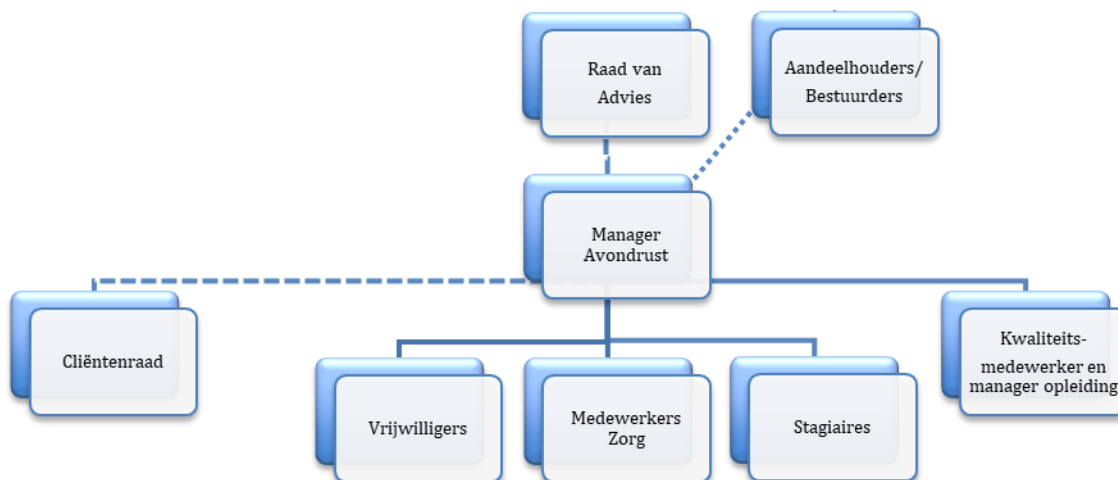 Raad van
Advies
Aandeelhouders/
Bestuurders
Manager
Avondrust
Cliëntenraad
Vrijwilligers
Medewerkers
Zorg
Stagiaires
Kwaliteits-
medewerker en
manager opleiding